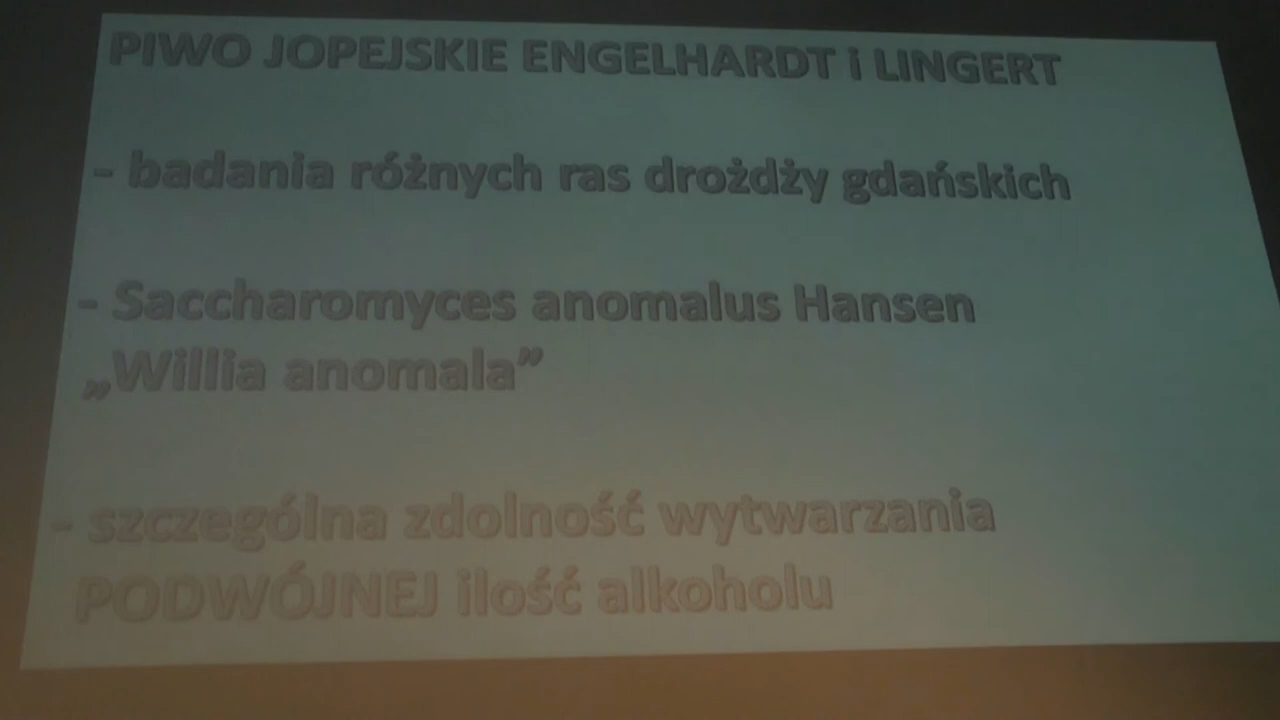 PIWO JOPEJSKIE ENGELHARDT i LINGERT
- badania różnych ras drożdży gdańskich
- Saccharomyces anomalus Hansen
„Willia anomala”
- szczególna zdolność wytwarzania
PODWÓJNEJ ilość alkoholu